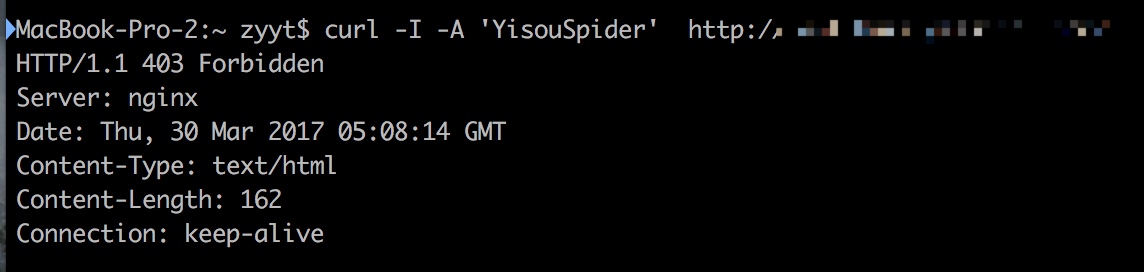 MacBook-Pro-2:~ zyyt$ curl -I -A 'YisouSpider'  http:/
HTTP/1.1 403 Forbidden
Server: nginx
Date: Thu, 30 Mar 2017 05:08:14 GMT
Content-Type: text/html
Content-Length: 162
Connection: keep-alive